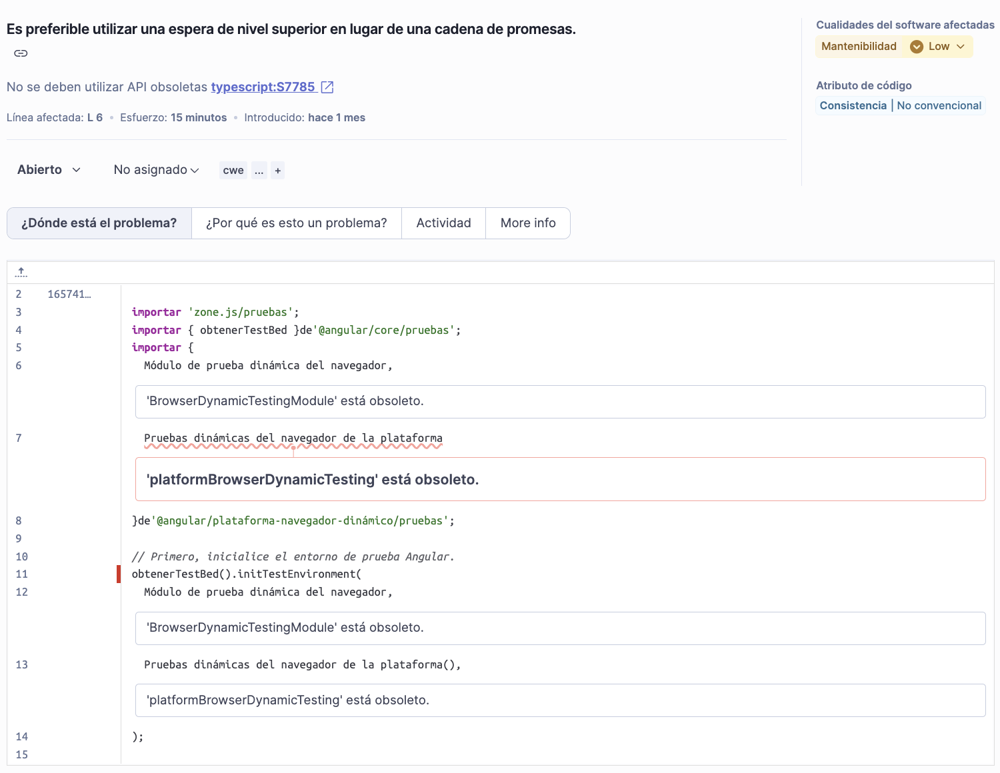 Es preferible utilizar una espera de nivel superior en lugar de una cadena de promesas.
No se deben utilizar API obsoletas typescript:S7785
Línea afectada: L 6 • Esfuerzo: 15 minutos • Introducido: hace 1 mes
Cualidades del software afectadas
Mantenibilidad Low
Atributo de código
Consistencia | No convencional
Abierto No asignado cwe ... +
¿Dónde está el problema? ¿Por qué es esto un problema? Actividad More info
2 165741…
3 importar 'zone.js/pruebas';
4 importar { obtenerTestBed }de'@angular/core/pruebas';
5 importar {
6 Módulo de prueba dinámica del navegador,
'BrowserDynamicTestingModule' está obsoleto.
7 Pruebas dinámicas del navegador de la plataforma
'platformBrowserDynamicTesting' está obsoleto.
8 }de'@angular/plataforma-navegador-dinámico/pruebas';
9
10 // Primero, inicialice el entorno de prueba Angular.
11 obtenerTestBed().initTestEnvironment(
12 Módulo de prueba dinámica del navegador,
'BrowserDynamicTestingModule' está obsoleto.
13 Pruebas dinámicas del navegador de la plataforma(),
'platformBrowserDynamicTesting' está obsoleto.
14 );
15